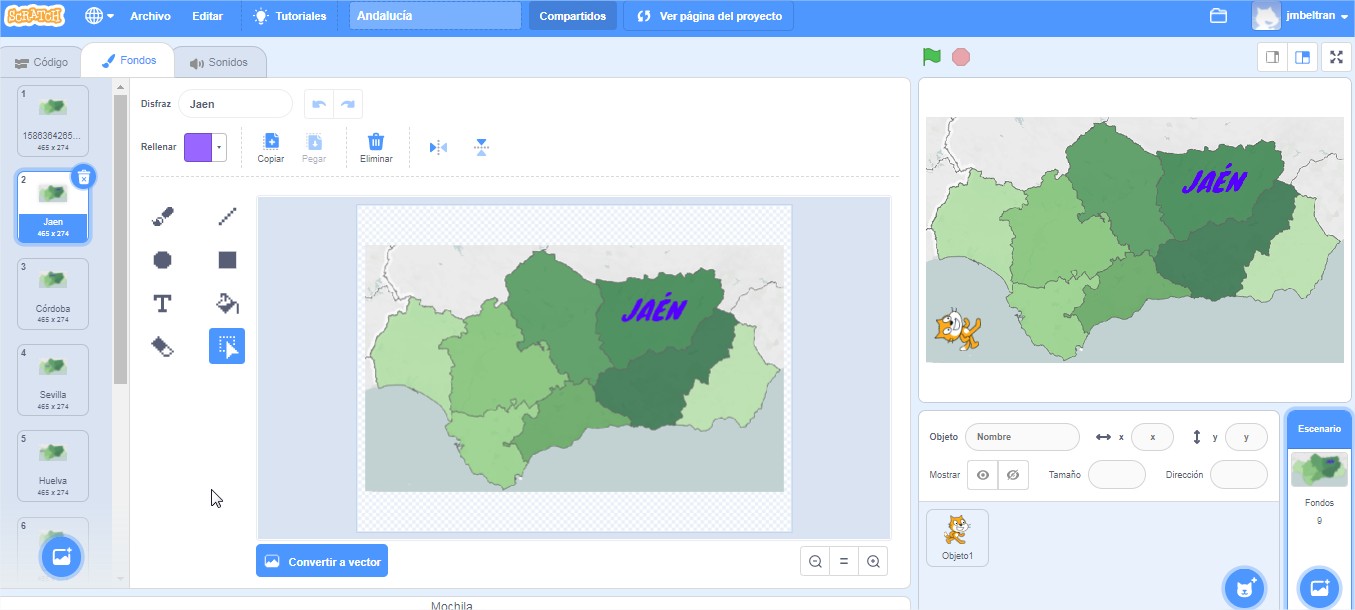 SCRATCH Archivo Editar Tutoriales Andalucía Compartidos Ver página del proyecto jmbeltran
Código Fondos Sonidos
1
1586364265...
465 x 274
2
Jaen
465 x 274
3
Córdoba
465 x 274
4
Sevilla
465 x 274
5
Huelva
465 x 274
6
Disfraz Jaen
Rellenar Copiar Pegar Eliminar
T
JAÉN
Convertir a vector
JAÉN
Objeto Nombre x x y y
Mostrar Tamaño Dirección
Objeto1
Escenario
Fondos
9
Mochila